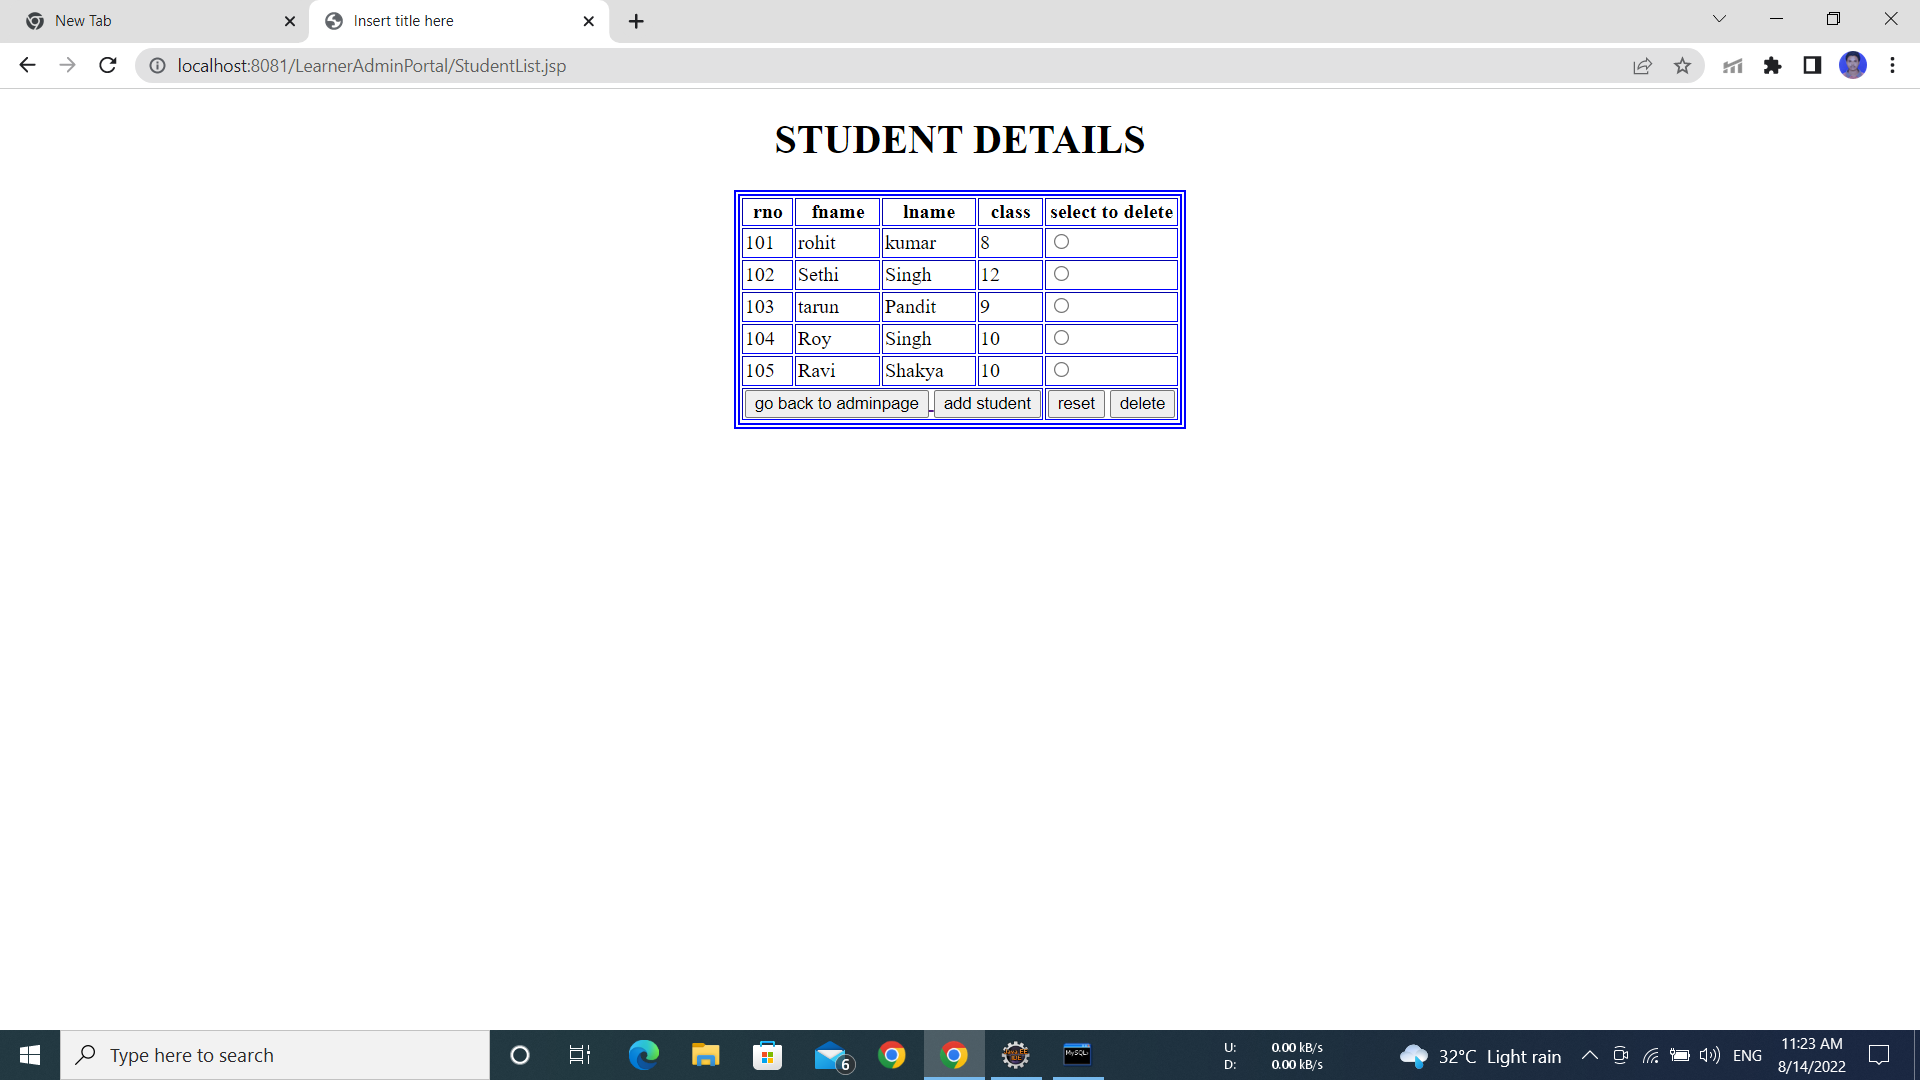 New Tab
Insert title here
localhost:8081/LearnerAdminPortal/StudentList.jsp
STUDENT DETAILS
rno fname lname class select to delete
101 rohit kumar 8
102 Sethi Singh 12
103 tarun Pandit 9
104 Roy Singh 10
105 Ravi Shakya 10
go back to adminpage add student reset delete
Type here to search
6
MySQL
U: 0.00 kB/s
D: 0.00 kB/s
32°C Light rain
ENG
11:23 AM
8/14/2022